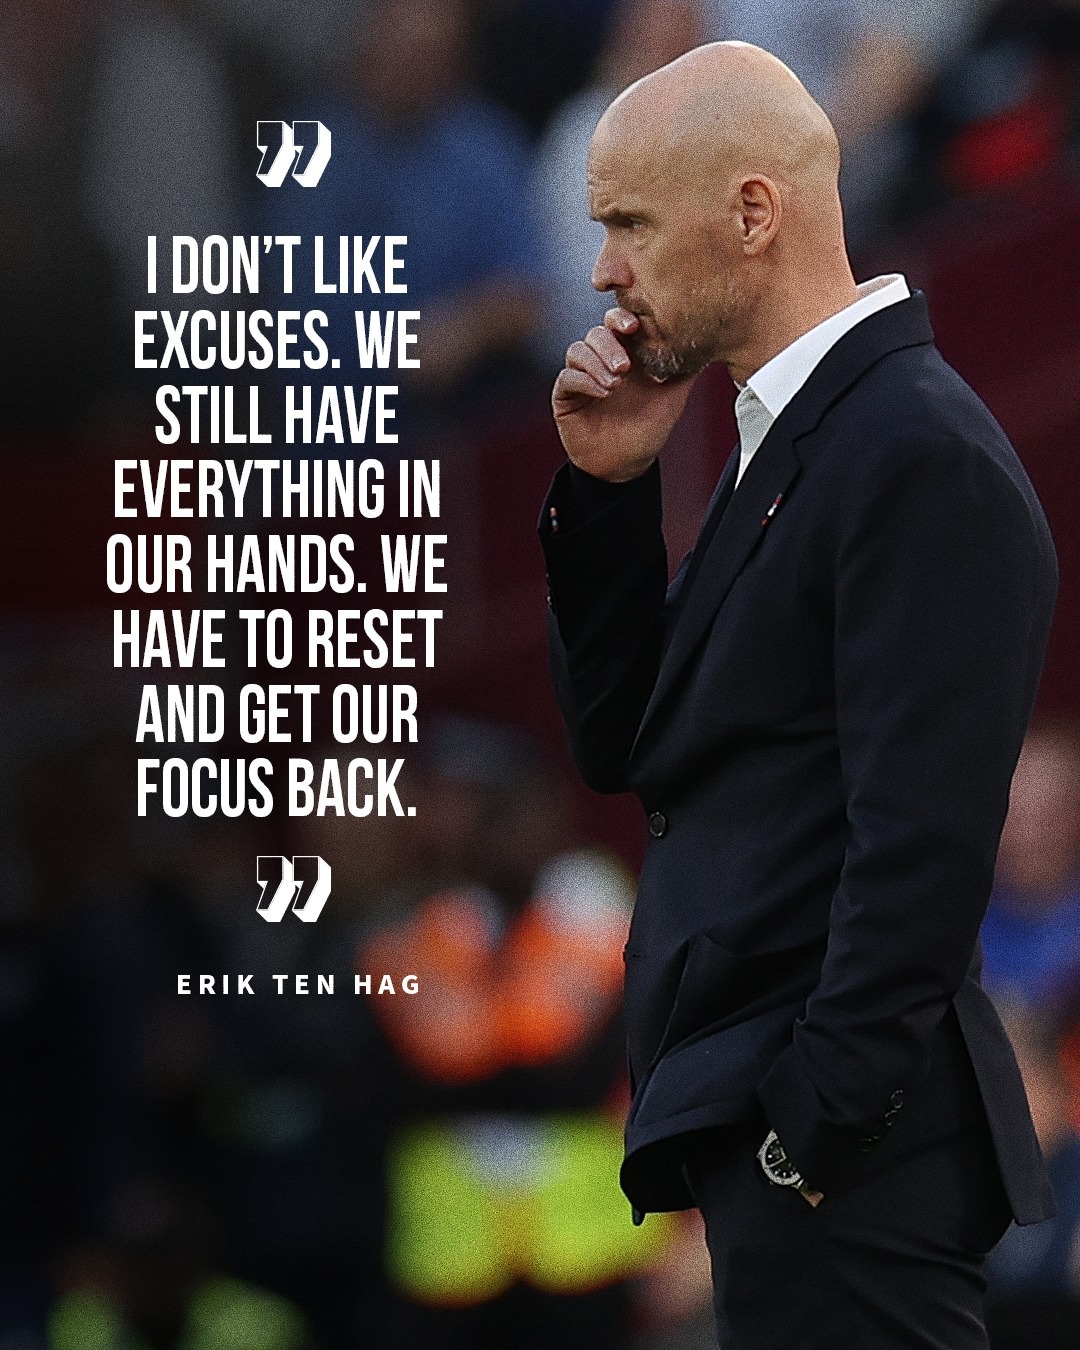 ”
I DON’T LIKE
EXCUSES. WE
STILL HAVE
EVERYTHING IN
OUR HANDS. WE
HAVE TO RESET
AND GET OUR
FOCUS BACK.
”
ERIK TEN HAG